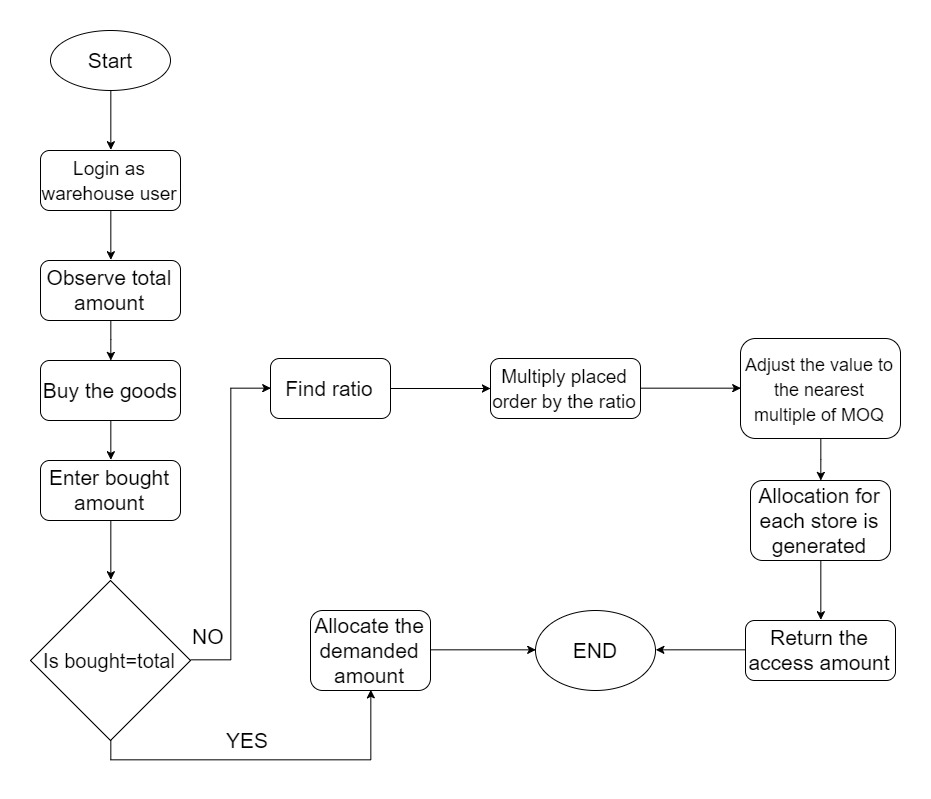 Start
Login as
warehouse user
Observe total
amount
Buy the goods
Enter bought
amount
Is bought=total
NO
YES
Find ratio
Multiply placed
order by the ratio
Adjust the value to
the nearest
multiple of MOQ
Allocation for
each store is
generated
Return the
access amount
Allocate the
demanded
amount
END